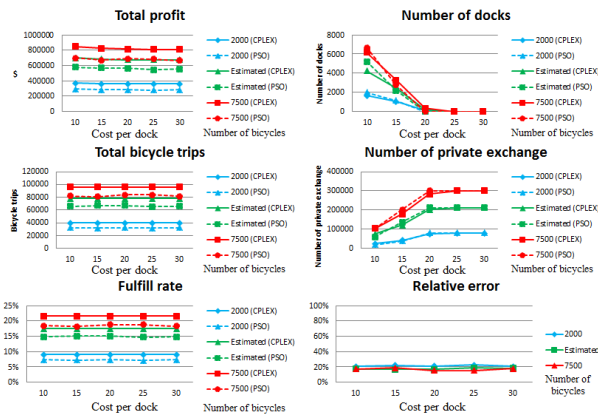 Total profit
1000000
8000000
6000000
4000000
2000000
0
$
10 15 20 25 30
Cost per dock
2000 (CPLEX)
2000 (PSO)
Estimated (CPLEX)
Estimated (PSO)
7500 (CPLEX)
7500 (PSO)
Number of bicycles
Number of docks
8000
6000
4000
2000
0
Number of docks
10 15 20 25 30
Cost per dock
2000 (CPLEX)
2000 (PSO)
Estimated (CPLEX)
Estimated (PSO)
7500 (CPLEX)
7500 (PSO)
Number of bicycles
Total bicycle trips
120000
100000
80000
60000
40000
20000
0
Bicycle trips
10 15 20 25 30
Cost per dock
2000 (CPLEX)
2000 (PSO)
Estimated (CPLEX)
Estimated (PSO)
7500 (CPLEX)
7500 (PSO)
Number of bicycles
Number of private exchange
400000
300000
200000
100000
0
Number of private exchange
10 15 20 25 30
Cost per dock
2000 (CPLEX)
2000 (PSO)
Estimated (CPLEX)
Estimated (PSO)
7500 (CPLEX)
7500 (PSO)
Number of bicycles
Fulfill rate
25%
20%
15%
10%
5%
0%
10 15 20 25 30
Cost per dock
2000 (CPLEX)
2000 (PSO)
Estimated (CPLEX)
Estimated (PSO)
7500 (CPLEX)
7500 (PSO)
Number of bicycles
Relative error
100%
80%
60%
40%
20%
0%
10 15 20 25 30
Cost per dock
2000
Estimated
7500
Number of
bicycles